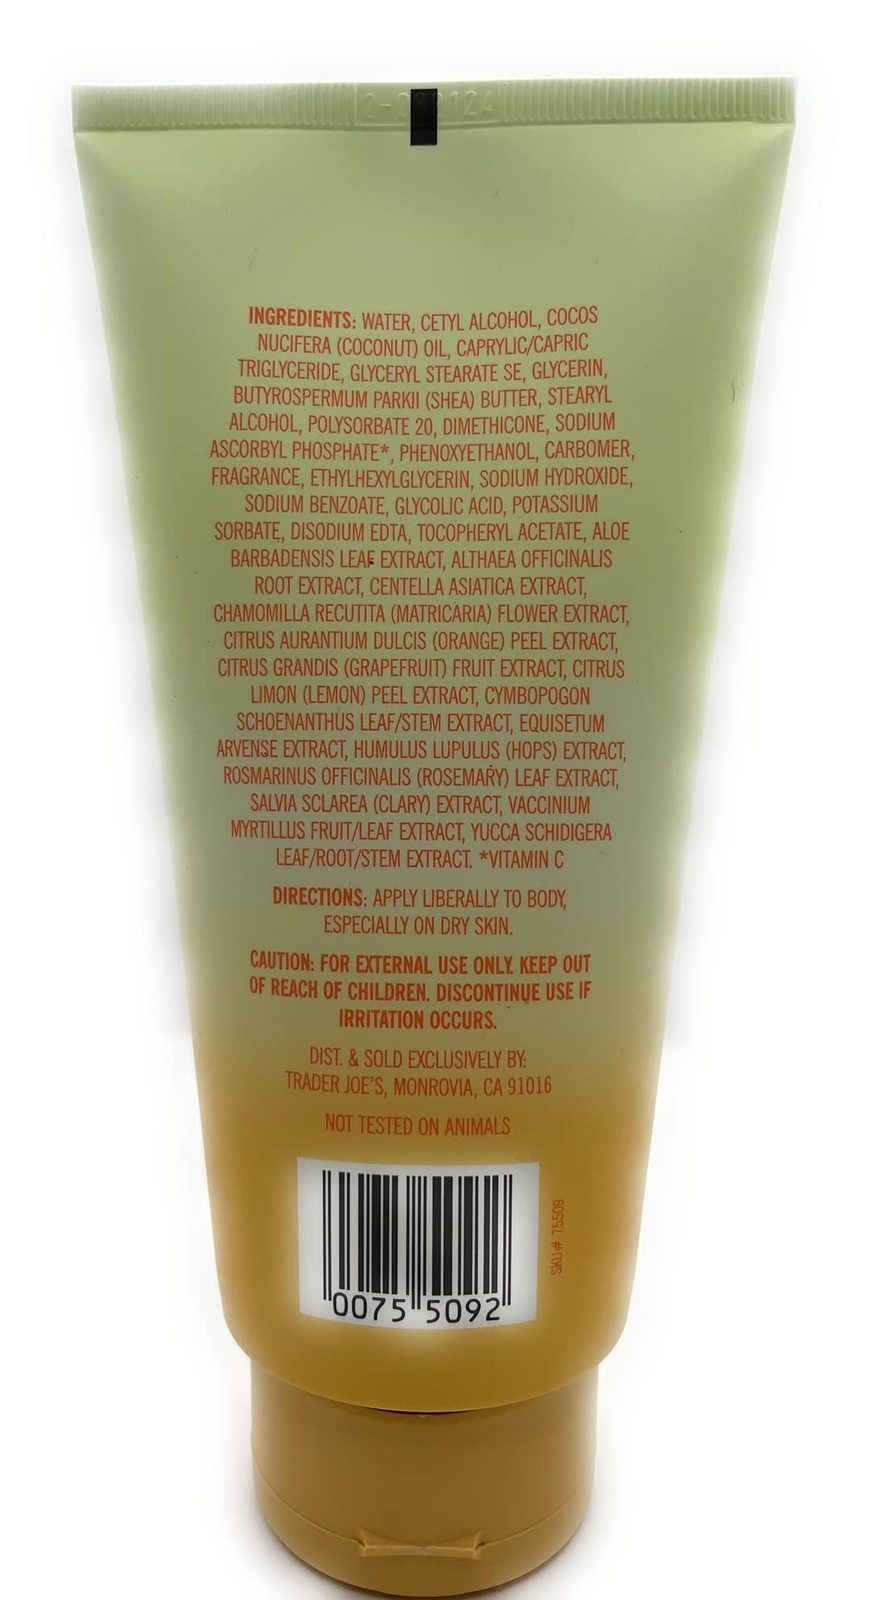 INGREDIENTS: WATER, CETYL ALCOHOL, COCOS
NUCIFERA (COCONUT) OIL, CAPRYLIC/CAPRIC
TRIGLYCERIDE, GLYCERYL STEARATE SE, GLYCERIN,
BUTYROSPERMUM PARKII (SHEA) BUTTER, STEARYL
ALCOHOL, POLYSORBATE 20, DIMETHICONE, SODIUM
ASCORBYL PHOSPHATE*, PHENOXYETHANOL, CARBOMER,
FRAGRANCE, ETHYLHEXYLGLYCERIN, SODIUM HYDROXIDE,
SODIUM BENZOATE, GLYCOLIC ACID, POTASSIUM
SORBATE, DISODIUM EDTA, TOCOPHERYL ACETATE, ALOE
BARBADENSIS LEAF EXTRACT, ALTHAEA OFFICINALIS
ROOT EXTRACT, CENTELLA ASIATICA EXTRACT,
CHAMOMILLA RECUTITA (MATRICARIA) FLOWER EXTRACT,
CITRUS AURANTIUM DULCIS (ORANGE) PEEL EXTRACT,
CITRUS GRANDIS (GRAPEFRUIT) FRUIT EXTRACT, CITRUS
LIMON (LEMON) PEEL EXTRACT, CYMBOPOGON
SCHOENANTHUS LEAF/STEM EXTRACT, EQUISETUM
ARVENSE EXTRACT, HUMULUS LUPULUS (HOPS) EXTRACT,
ROSMARINUS OFFICINALIS (ROSEMARY) LEAF EXTRACT,
SALVIA SCLAREA (CLARY) EXTRACT, VACCINIUM
MYRTILLUS FRUIT/LEAF EXTRACT, YUCCA SCHIDIGERA
LEAF/ROOT/STEM EXTRACT. *VITAMIN C
DIRECTIONS: APPLY LIBERALLY TO BODY,
ESPECIALLY ON DRY SKIN.
CAUTION: FOR EXTERNAL USE ONLY. KEEP OUT
OF REACH OF CHILDREN. DISCONTINUE USE IF
IRRITATION OCCURS.
DIST. & SOLD EXCLUSIVELY BY:
TRADER JOE'S, MONROVIA, CA 91016
NOT TESTED ON ANIMALS
SKU# 75509
0075 5092